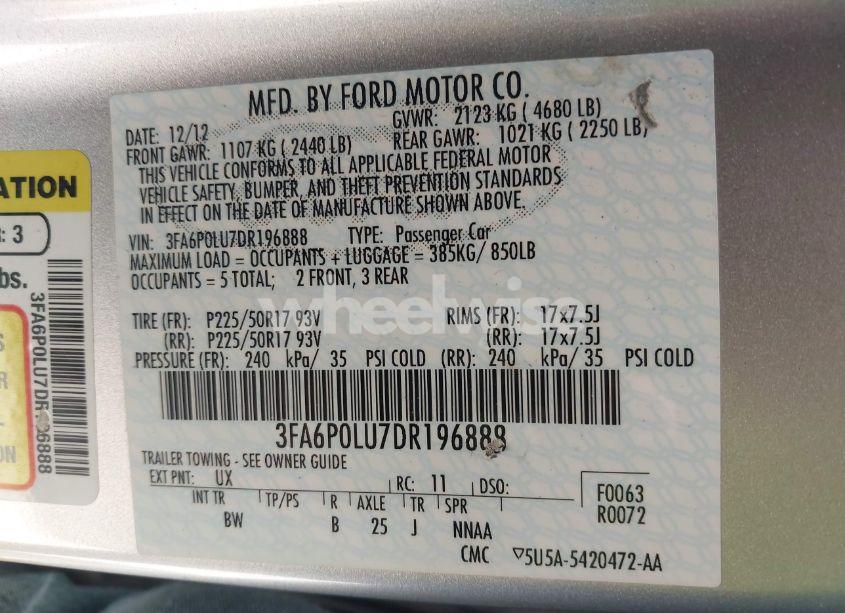 MFD. BY FORD MOTOR CO.
DATE: 12/12 GVWR: 2123 KG ( 4680 LB)
FRONT GAWR: 1107 KG ( 2440 LB) REAR GAWR: 1021 KG ( 2250 LB)
THIS VEHICLE CONFORMS TO ALL APPLICABLE FEDERAL MOTOR
VEHICLE SAFETY, BUMPER, AND THEFT PREVENTION STANDARDS
IN EFFECT ON THE DATE OF MANUFACTURE SHOWN ABOVE.
VIN: 3FA6P0LU7DR196888 TYPE: Passenger Car
MAXIMUM LOAD = OCCUPANTS + LUGGAGE = 385KG/ 850LB
OCCUPANTS = 5 TOTAL; 2 FRONT, 3 REAR
wheelwise
TIRE (FR): P225/50R17 93V RIMS (FR): 17x7.5J
(RR): P225/50R17 93V (RR): 17x7.5J
PRESSURE (FR): 240 kPa/ 35 PSI COLD (RR): 240 kPa/ 35 PSI COLD
3FA6P0LU7DR196888
TRAILER TOWING - SEE OWNER GUIDE
EXT PNT: UX RC: 11 DSO: F0063
INT TR TP/PS R AXLE TR SPR R0072
BW B 25 J NNAA
CMC ▽5U5A-5420472-AA
ATION
: 3
bs.
3FA6P0LU7DR196888
S
R
-
ON